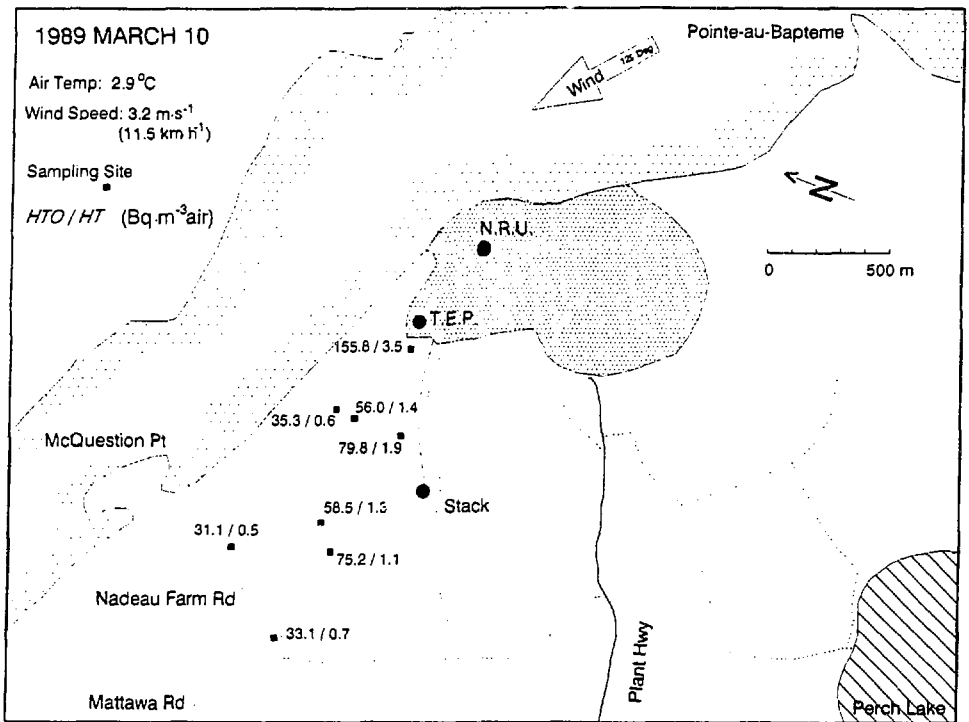 1989 MARCH 10
Pointe-au-Bapteme
Air Temp: 2.9°C
Wind
125 Deg
Wind Speed: 3.2 m·s⁻¹
(11.5 km h⁻¹)
Sampling Site
HTO / HT (Bq·m⁻³air)
N
N.R.U.
0 500 m
T.E.P.
155.8 / 3.5
56.0 / 1.4
35.3 / 0.6
McQuestion Pt
79.8 / 1.9
Stack
58.5 / 1.3
31.1 / 0.5
75.2 / 1.1
Nadeau Farm Rd
33.1 / 0.7
Plant Hwy
Mattawa Rd
Perch Lake